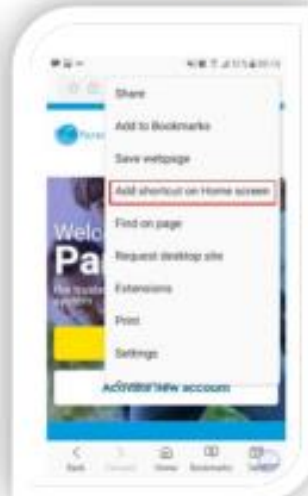 Share
Add to Bookmarks
Save webpage
Add shortcut on Home screen
Find on page
Request desktop site
Extensions
Print
Settings
Welco
Pa
Activate new account
Back
Home
Bookmarks